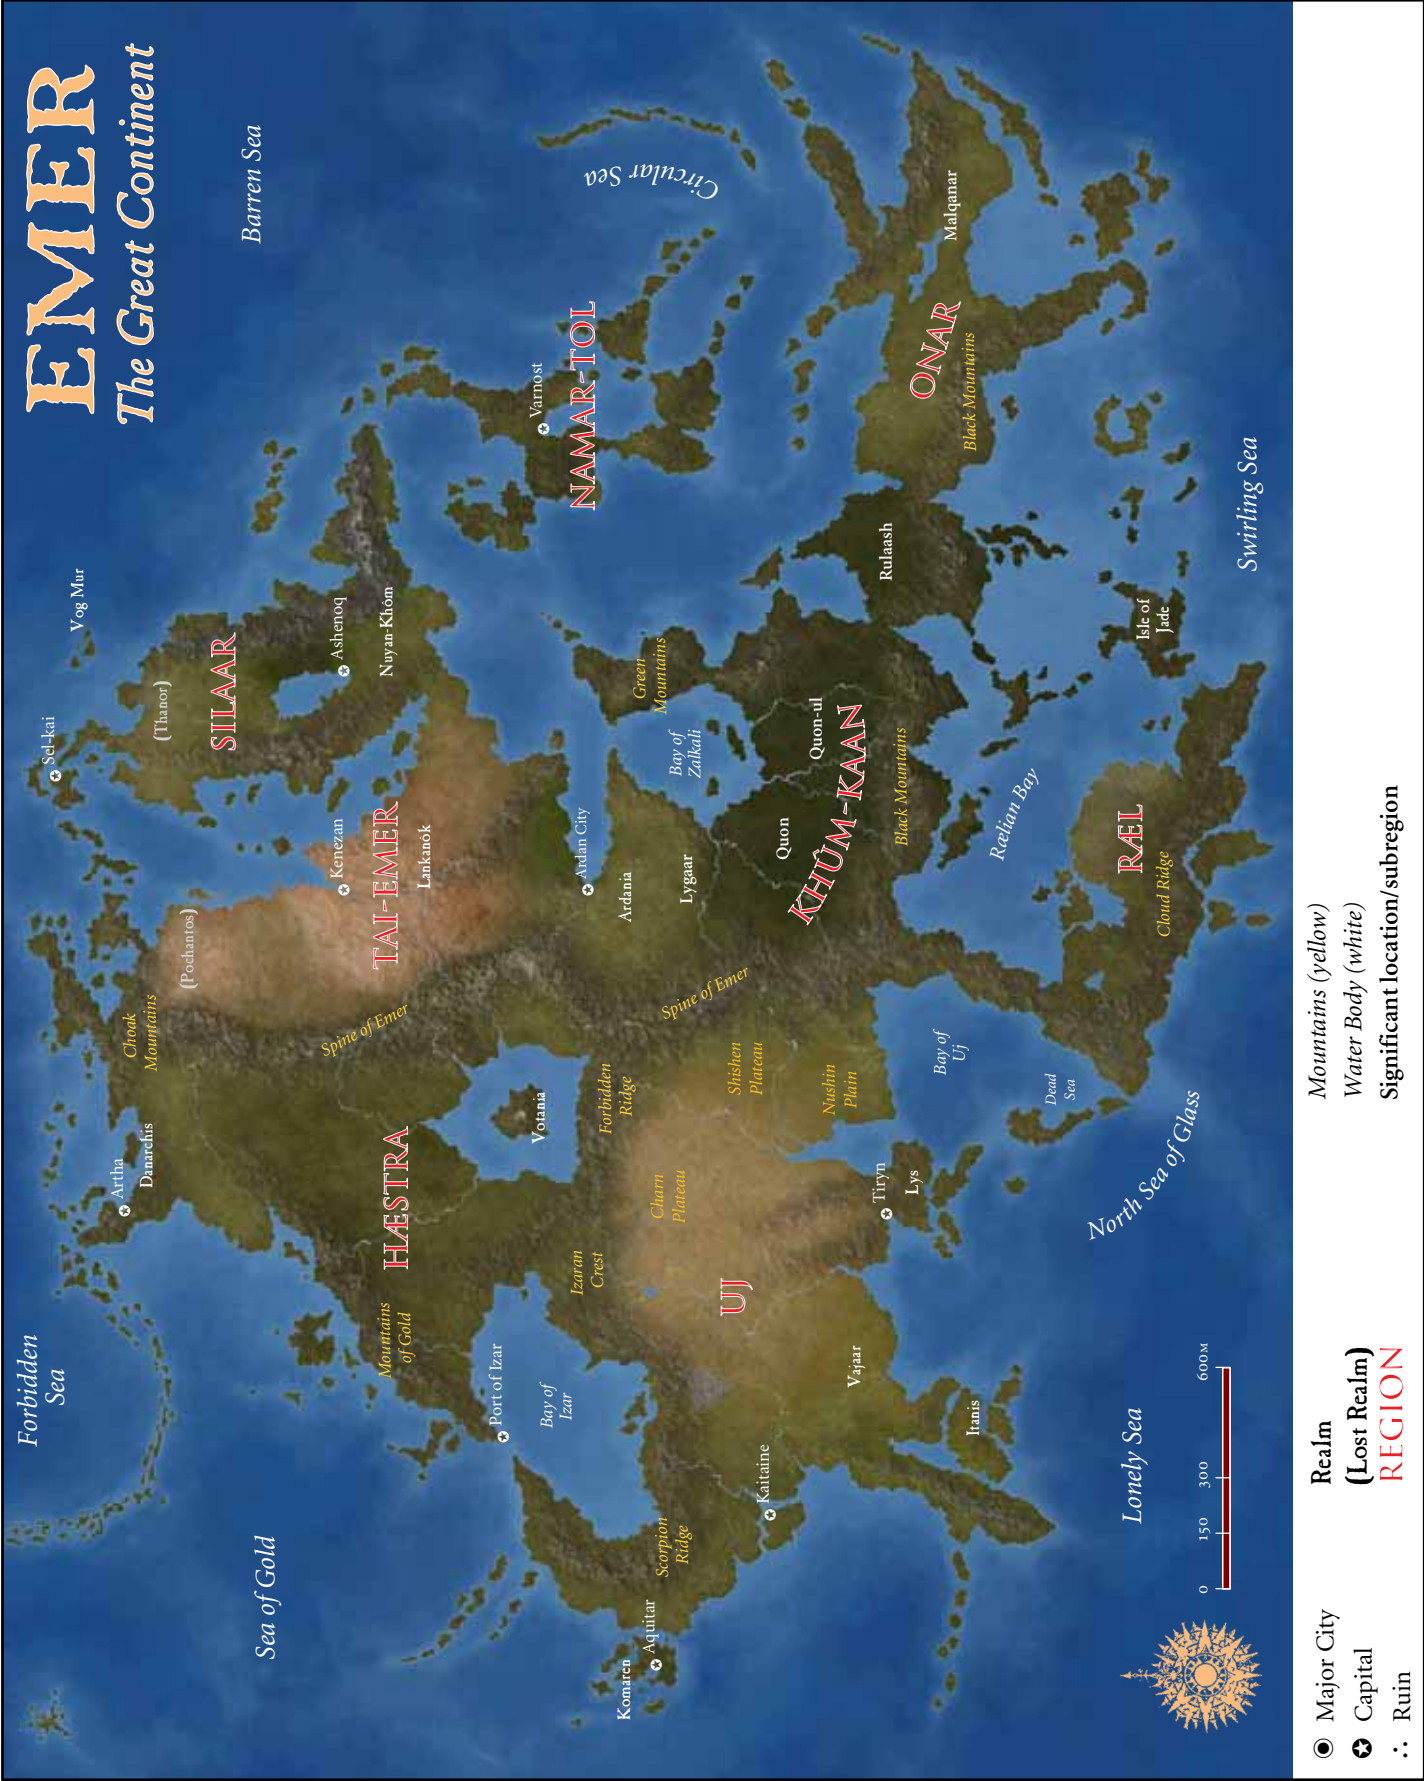 EMER
The Great Continent
Forbidden
Sea
Sea of Gold
Barren Sea
Circular Sea
Swirling Sea
Lonely Sea
North Sea of Glass
Rælian Bay
Vog Mur
Sel-kai
(Thanor)
SILAAR
Ashenoq
Nuyan-Khôm
Kenezan
TAI-EMER
Lankanók
(Pochantos)
Choak
Mountains
Spine of Emer
Artha
Danarchis
HÆSTRA
Mountains
of Gold
Port of Izar
Bay of
Izar
Izaran
Crest
Votania
Forbidden
Ridge
Varnost
NAMAR-TOL
Ardan City
Ardania
Lygaar
Green
Mountains
Bay of
Zalkali
Spine of Emer
Shishen
Plateau
Nushin
Plain
Charn
Plateau
UJ
Vajaar
Kaitaine
Scorpion
Ridge
Aquitar
Komaren
Itanis
Tiryn
Lys
Bay of
Uj
Dead
Sea
Quon
Quon-ul
KHÛM-KAAN
Black Mountains
Rulaash
ONAR
Black Mountains
Malqanar
Isle of
Jade
RÆL
Cloud Ridge
0 150 300 600M
Major City
Capital
Ruin
Realm
(Lost Realm)
REGION
Mountains (yellow)
Water Body (white)
Significant location/subregion